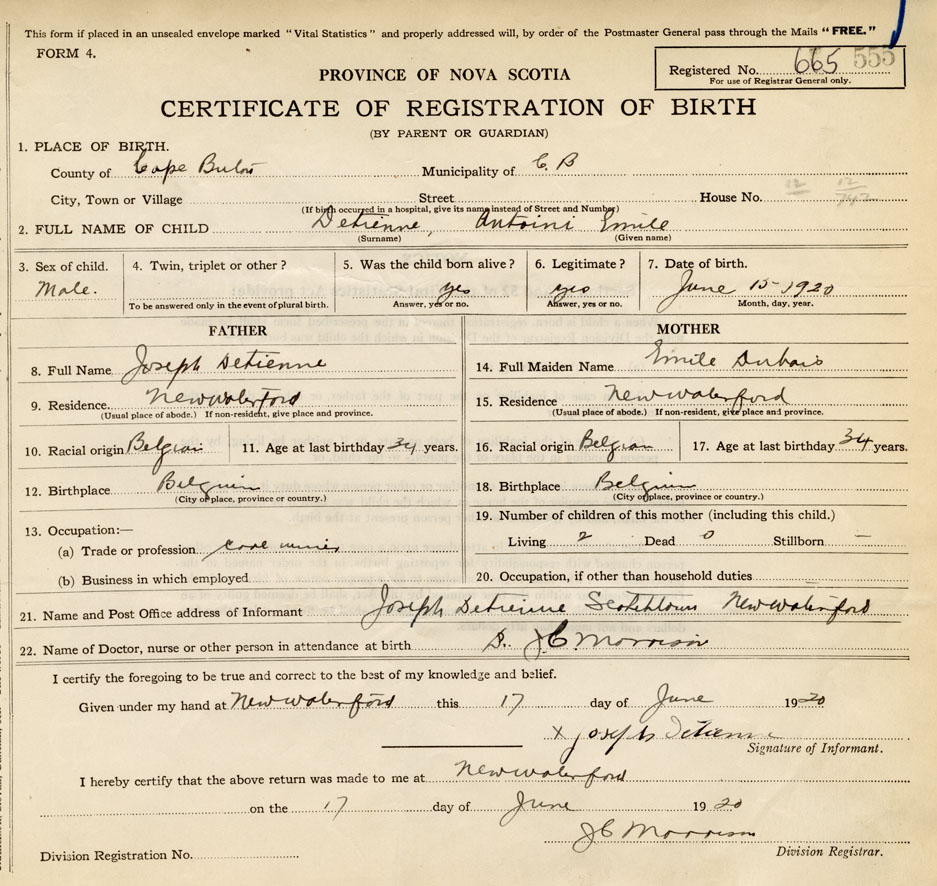 This form if placed in an unsealed envelope marked "Vital Statistics" and properly addressed will, by order of the Postmaster General pass through the Mails "FREE."
FORM 4.
Registered No. 665 555
For use of Registrar General only.
PROVINCE OF NOVA SCOTIA
CERTIFICATE OF REGISTRATION OF BIRTH
(BY PARENT OR GUARDIAN)
1. PLACE OF BIRTH.
County of Cape Breton Municipality of C. B
City, Town or Village Street House No.
(If birth occurred in a hospital, give its name instead of Street and Number)
2. FULL NAME OF CHILD Detienne, Antoini Emile
(Surname) (Given name)
3. Sex of child. 4. Twin, triplet or other? 5. Was the child born alive? 6. Legitimate? 7. Date of birth.
Male. yes yes June 15-1920
To be answered only in the event of plural birth. Answer, yes or no. Answer, yes or no. Month, day, year.
FATHER
8. Full Name Joseph Detienne
9. Residence. Newwaterford
(Usual place of abode.) If non-resident, give place and province.
10. Racial origin Belgian 11. Age at last birthday 34 years.
12. Birthplace Belgium
(City or place, province or country.)
13. Occupation:—
(a) Trade or profession coal miner
(b) Business in which employed
MOTHER
14. Full Maiden Name Emile Dubois
15. Residence Newwaterford
(Usual place of abode.) If non-resident, give place and province.
16. Racial origin Belgian 17. Age at last birthday 34 years.
18. Birthplace Belgium
(City or place, province or country.)
19. Number of children of this mother (including this child.)
Living 2 Dead 0 Stillborn —
20. Occupation, if other than household duties
21. Name and Post Office address of Informant Joseph Detienne Scotchtown Newwaterford
22. Name of Doctor, nurse or other person in attendance at birth J C Morrison
I certify the foregoing to be true and correct to the best of my knowledge and belief.
Given under my hand at Newwaterford this 17 day of June 1920
x Joseph Detienne
Signature of Informant.
I hereby certify that the above return was made to me at Newwaterford
on the 17 day of June 1920
J C Morrison
Division Registration No. Division Registrar.